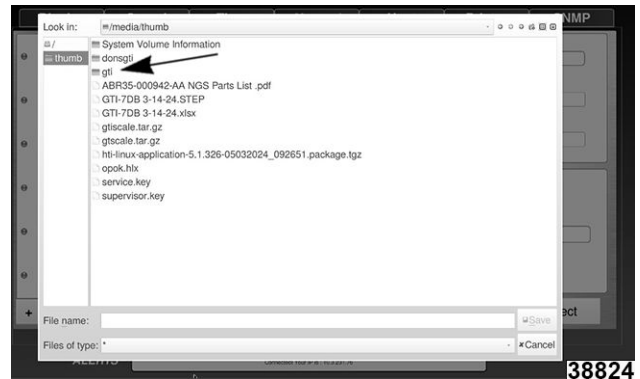 NMP
Look in:
/media/thumb
/
thumb
System Volume Information
donsgti
gti
ABR35-000942-AA NGS Parts List .pdf
GTI-7DB 3-14-24.STEP
GTI-7DB 3-14-24.xlsx
gtiscale.tar.gz
gtscale.tar.gz
hti-linux-application-5.1.326-05032024_092651.package.tgz
opok.hlx
service.key
supervisor.key
+
ect
File name:
Save
Files of type: *
Cancel
38824